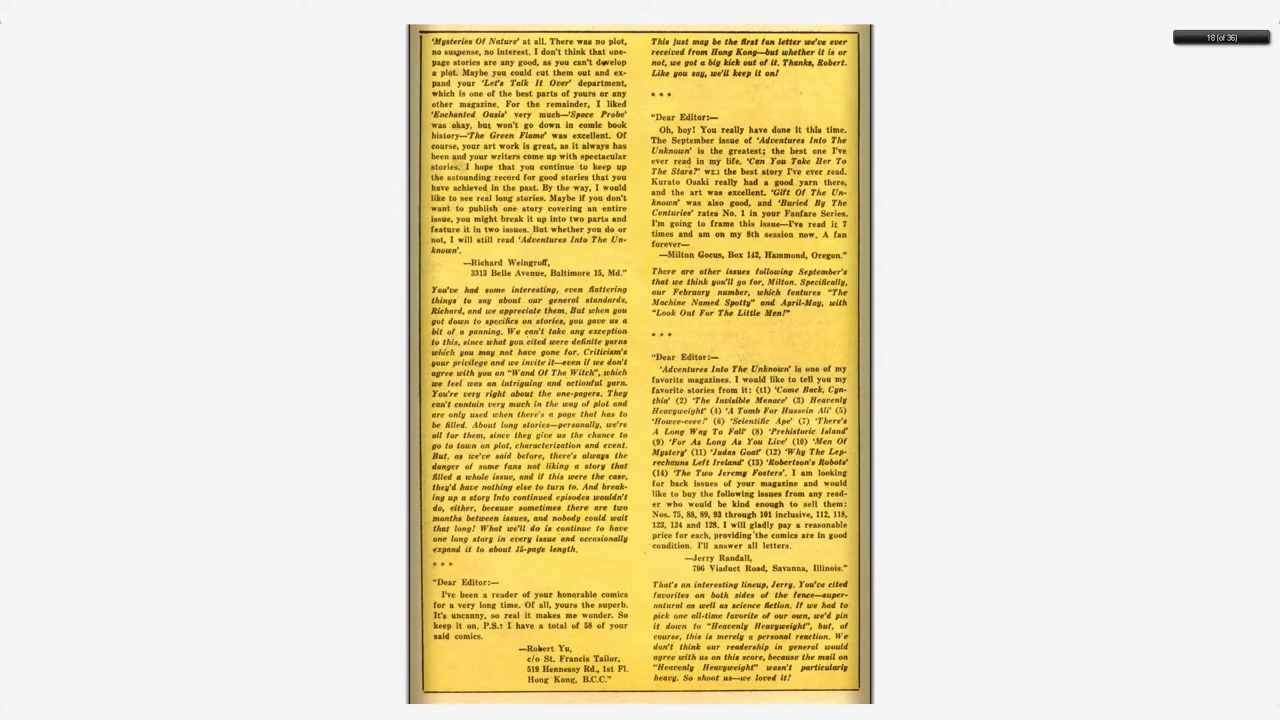 'Mysteries Of Nature' at all. There was no plot,
no suspense, no interest. I don't think that one-
page stories are any good, as you can't develop
a plot. Maybe you could cut them out and ex-
pand your 'Let's Talk It Over' department,
which is one of the best parts of yours or any
other magazine. For the remainder, I liked
'Enchanted Oasis' very much—'Space Probe'
was okay, but won't go down in comic book
history—'The Green Flame' was excellent. Of
course, your art work is great, as it always has
been and your writers come up with spectacular
stories. I hope that you continue to keep up
the astounding record for good stories that you
have achieved in the past. By the way, I would
like to see real long stories. Maybe if you don't
want to publish one story covering an entire
issue, you might break it up into two parts and
feature it in two issues. But whether you do or
not, I will still read 'Adventures Into The Un-
known'.
—Richard Weingroff,
3313 Belle Avenue, Baltimore 15, Md."
You've had some interesting, even flattering
things to say about our general standards,
Richard, and we appreciate them. But when you
got down to specifics on stories, you gave us a
bit of a panning. We can't take any exception
to this, since what you cited were definite yarns
which you may not have gone for. Criticism's
your privilege and we invite it—even if we don't
agree with you on "Wand Of The Witch", which
we feel was an intriguing and actionful yarn.
You're very right about the one-pagers. They
can't contain very much in the way of plot and
are only used when there's a page that has to
be filled. About long stories—personally, we're
all for them, since they give us the chance to
go to town on plot, characterization and event.
But, as we've said before, there's always the
danger of some fans not liking a story that
filled a whole issue, and if this were the case,
they'd have nothing else to turn to. And break-
ing up a story into continued episodes wouldn't
do, either, because sometimes there are two
months between issues, and nobody could wait
that long! What we'll do is continue to have
one long story in every issue and occasionally
expand it to about 15-page length.
* * *
"Dear Editor:—
I've been a reader of your honorable comics
for a very long time. Of all, yours the superb.
It's uncanny, so real it makes me wonder. So
keep it on. P.S.: I have a total of 58 of your
said comics.
—Robert Yu,
c/o St. Francis Tailor,
519 Hennessy Rd., 1st Fl.
Hong Kong, B.C.C."
This just may be the first fan letter we've ever
received from Hong Kong—but whether it is or
not, we got a big kick out of it. Thanks, Robert.
Like you say, we'll keep it on!
* * *
"Dear Editor:—
Oh, boy! You really have done it this time.
The September issue of 'Adventures Into The
Unknown' is the greatest; the best one I've
ever read in my life. 'Can You Take Her To
The Stars?' was the best story I've ever read.
Kurato Osaki really had a good yarn there,
and the art was excellent. 'Gift Of The Un-
known' was also good, and 'Buried By The
Centuries' rates No. 1 in your Fanfare Series.
I'm going to frame this issue—I've read it 7
times and am on my 8th session now. A fan
forever—
—Milton Gocus, Box 142, Hammond, Oregon."
There are other issues following September's
that we think you'll go for, Milton. Specifically,
our February number, which features "The
Machine Named Spotty" and April-May, with
"Look Out For The Little Men!"
* * *
"Dear Editor:—
'Adventures Into The Unknown' is one of my
favorite magazines. I would like to tell you my
favorite stories from it: (t1) 'Come Back, Cyn-
thia' (2) 'The Invisible Menace' (3) Heavenly
Heavyweight' (4) 'A Tomb For Hussein Ali' (5)
'Howee-eeee!' (6) 'Scientific Ape' (7) 'There's
A Long Way To Fall' (8) 'Prehistoric Island'
(9) 'For As Long As You Live' (10) 'Men Of
Mystery' (11) 'Judas Goat' (12) 'Why The Lep-
rechauns Left Ireland' (13) 'Robertson's Robots'
(14) 'The Two Jeremy Fosters'. I am looking
for back issues of your magazine and would
like to buy the following issues from any read-
er who would be kind enough to sell them:
Nos. 75, 88, 89, 93 through 101 inclusive, 112, 118,
123, 124 and 128. I will gladly pay a reasonable
price for each, providing the comics are in good
condition. I'll answer all letters.
—Jerry Randall,
706 Viaduct Road, Savanna, Illinois."
That's an interesting lineup, Jerry. You've cited
favorites on both sides of the fence—super-
natural as well as science fiction. If we had to
pick one all-time favorite of our own, we'd pin
it down to "Heavenly Heavyweight", but, of
course, this is merely a personal reaction. We
don't think our readership in general would
agree with us on this score, because the mail on
"Heavenly Heavyweight" wasn't particularly
heavy. So shoot us—we loved it!
18 (of 36)